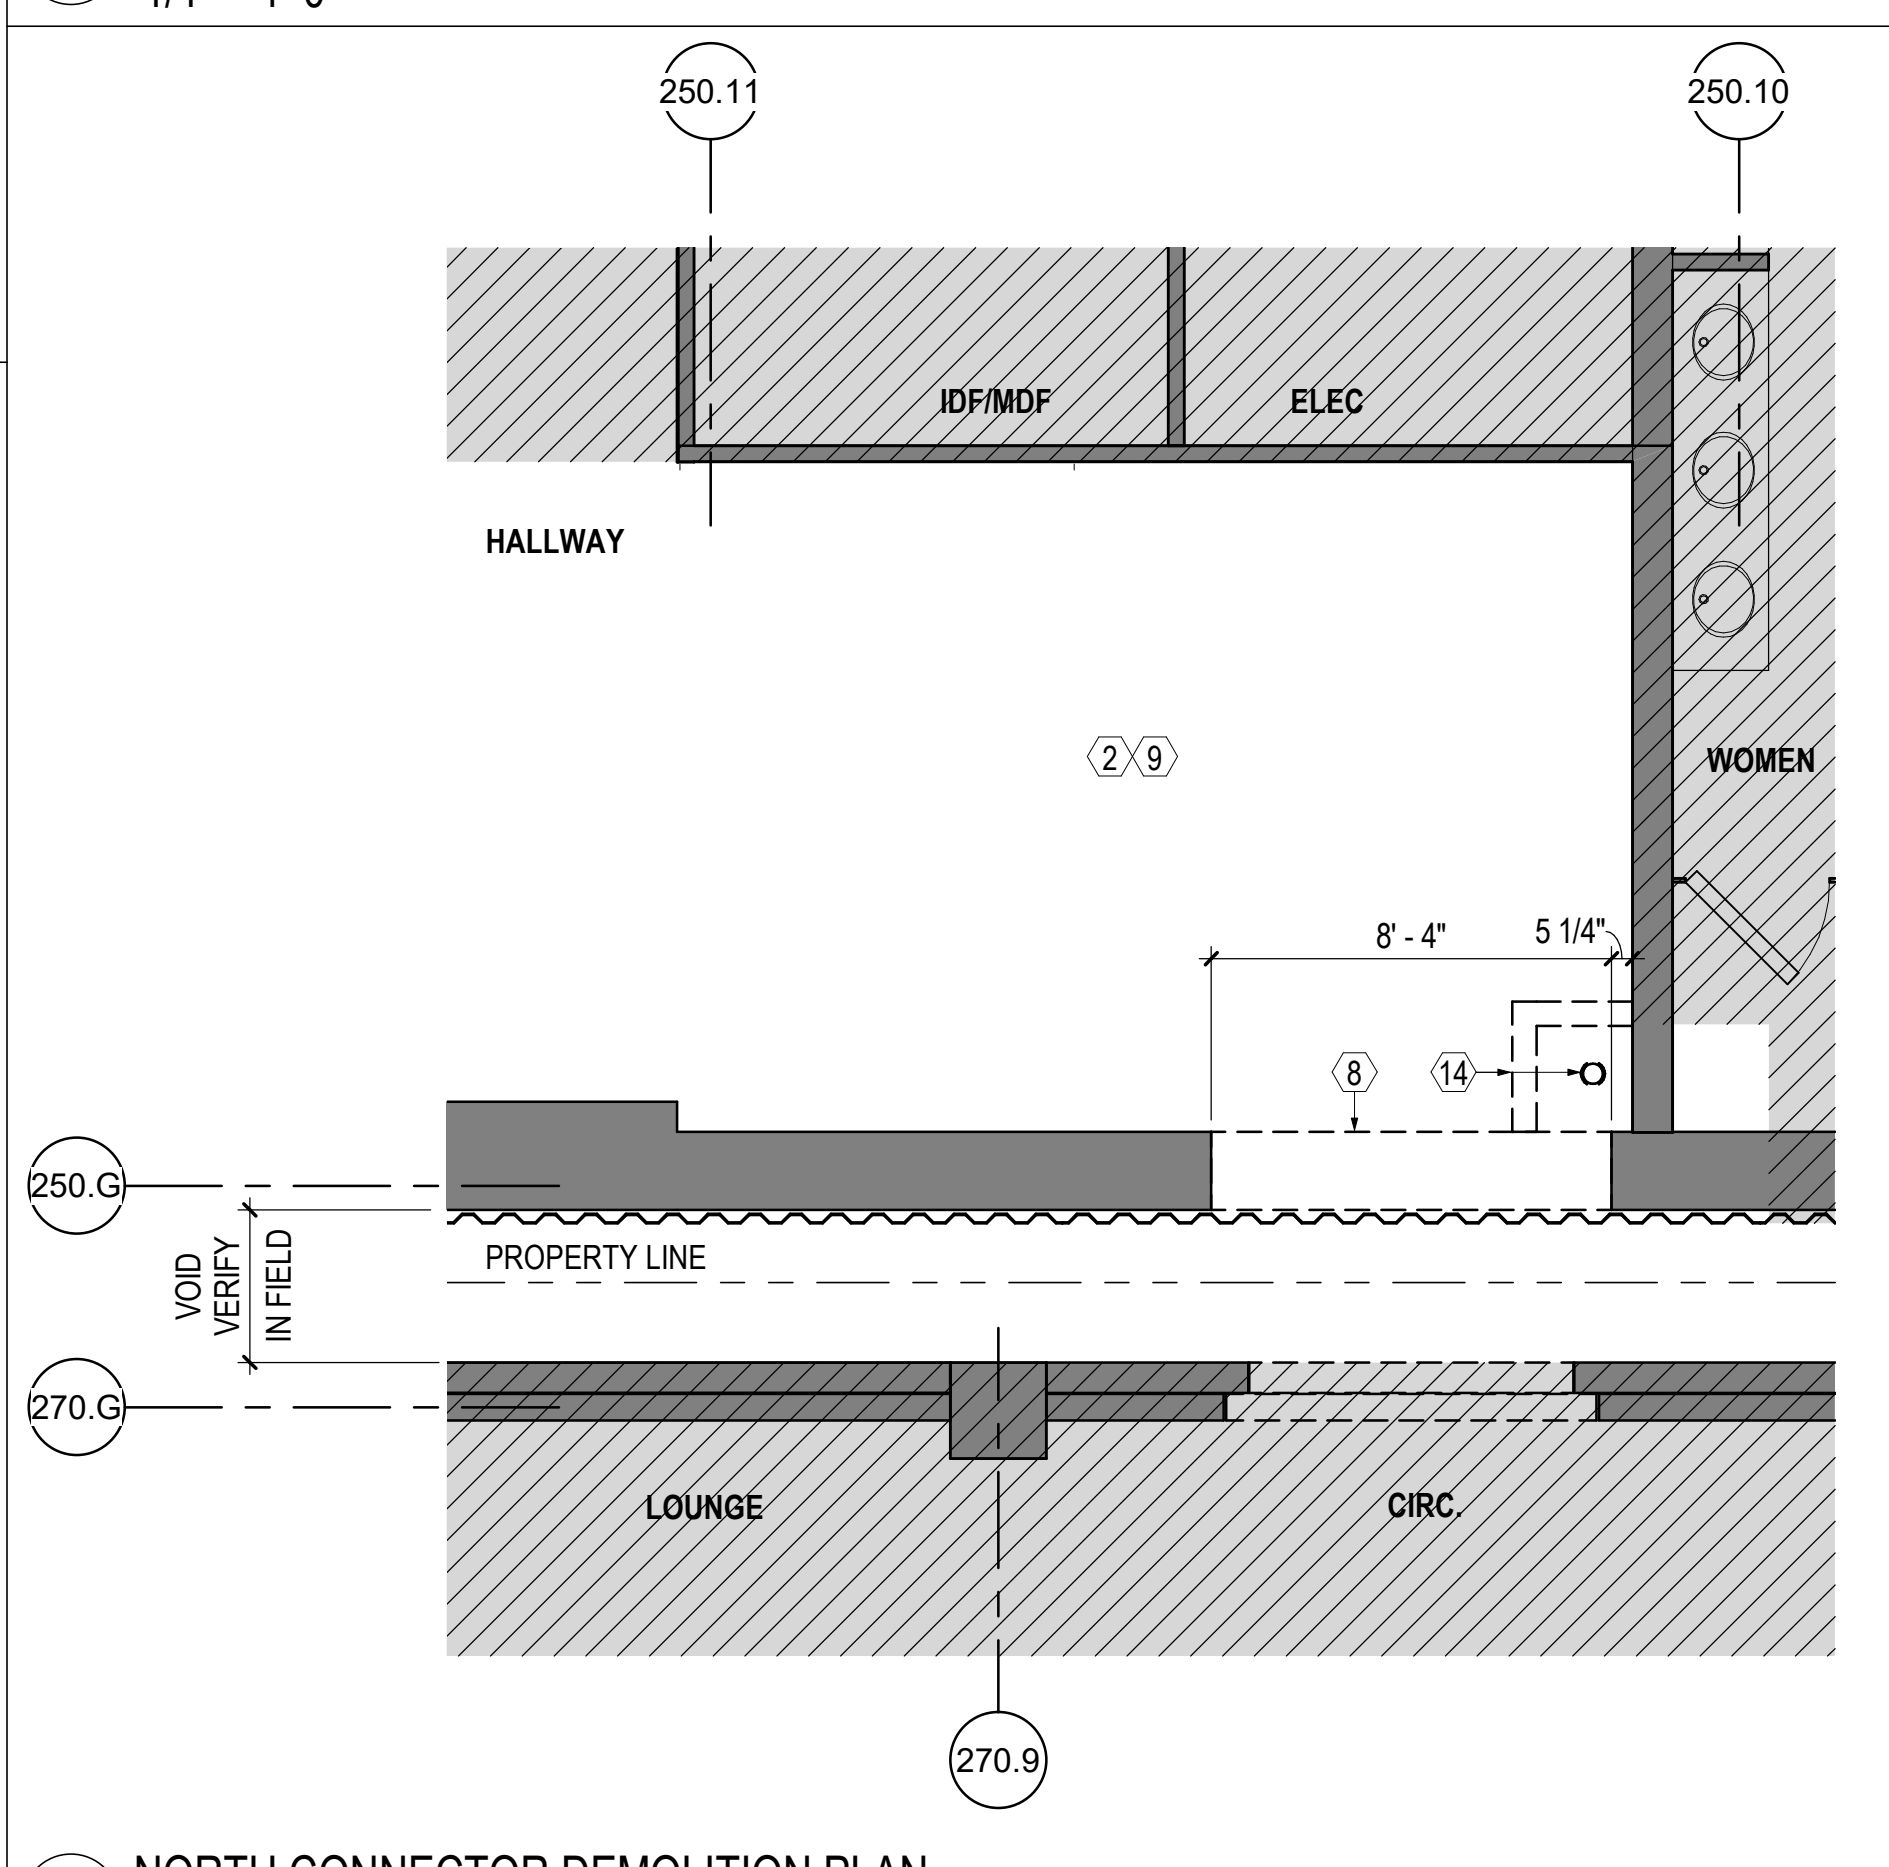 250.11
250.10
IDF/MDF
ELEC
HALLWAY
2
9
WOMEN
8' - 4"
5 1/4"
8
14
250.G
PROPERTY LINE
VOID
VERIFY
IN FIELD
270.G
LOUNGE
CIRC.
270.9
NORTH CONNECTOR DEMOLITION PLAN